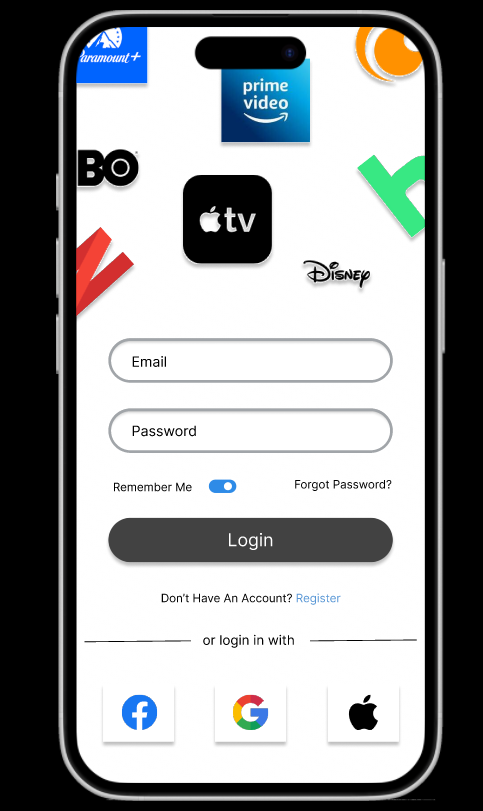 Paramount+
prime
video
BO
tv
h
Disney
Email
Password
Remember Me
Forgot Password?
Login
Don't Have An Account? Register
or login in with